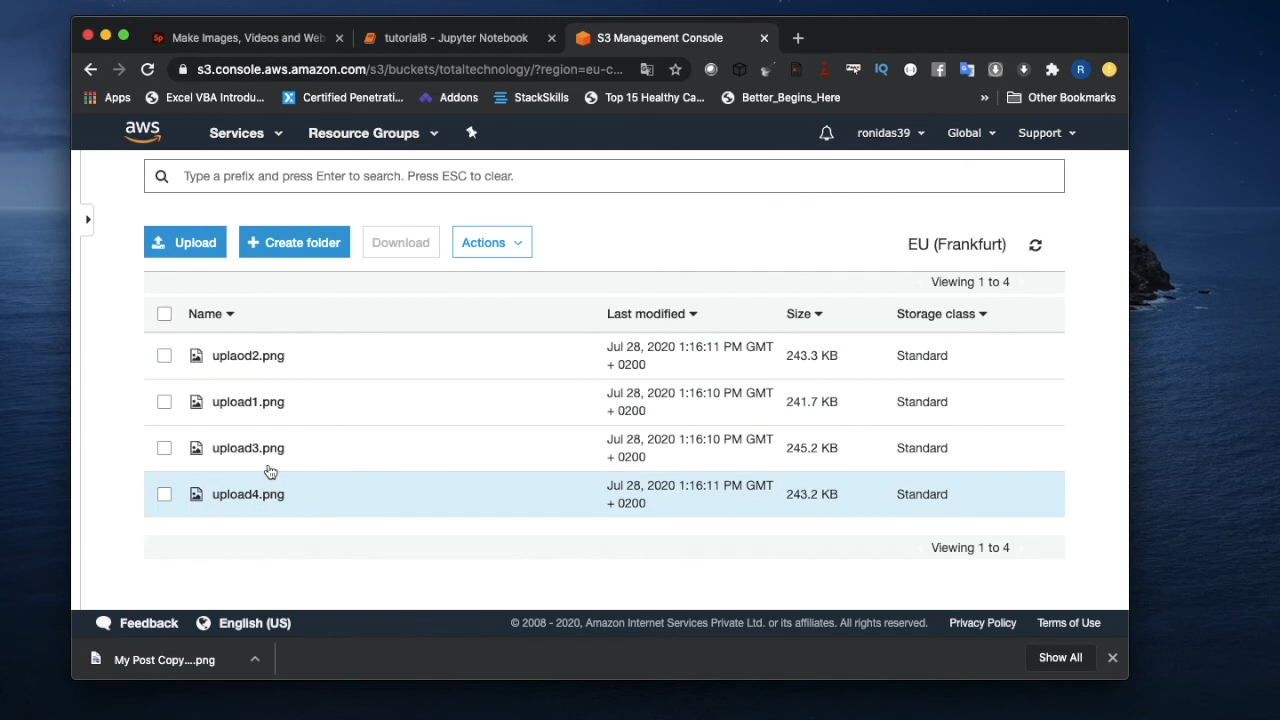 Make Images, Videos and Web
tutorial8 - Jupyter Notebook
S3 Management Console
s3.console.aws.amazon.com/s3/buckets/totaltechnology/?region=eu-c...
IQ
R
Apps
Excel VBA Introdu...
Certified Penetrati...
Addons
StackSkills
Top 15 Healthy Ca...
Better_Begins_Here
»
Other Bookmarks
aws
Services
Resource Groups
ronidas39
Global
Support
Type a prefix and press Enter to search. Press ESC to clear.
Upload
+ Create folder
Download
Actions
EU (Frankfurt)
Viewing 1 to 4
Name
Last modified
Size
Storage class
uplaod2.png
Jul 28, 2020 1:16:11 PM GMT
+ 0200
243.3 KB
Standard
upload1.png
Jul 28, 2020 1:16:10 PM GMT
+ 0200
241.7 KB
Standard
upload3.png
Jul 28, 2020 1:16:10 PM GMT
+ 0200
245.2 KB
Standard
upload4.png
Jul 28, 2020 1:16:11 PM GMT
+ 0200
243.2 KB
Standard
Viewing 1 to 4
Feedback
English (US)
© 2008 - 2020, Amazon Internet Services Private Ltd. or its affiliates. All rights reserved.
Privacy Policy
Terms of Use
My Post Copy....png
Show All